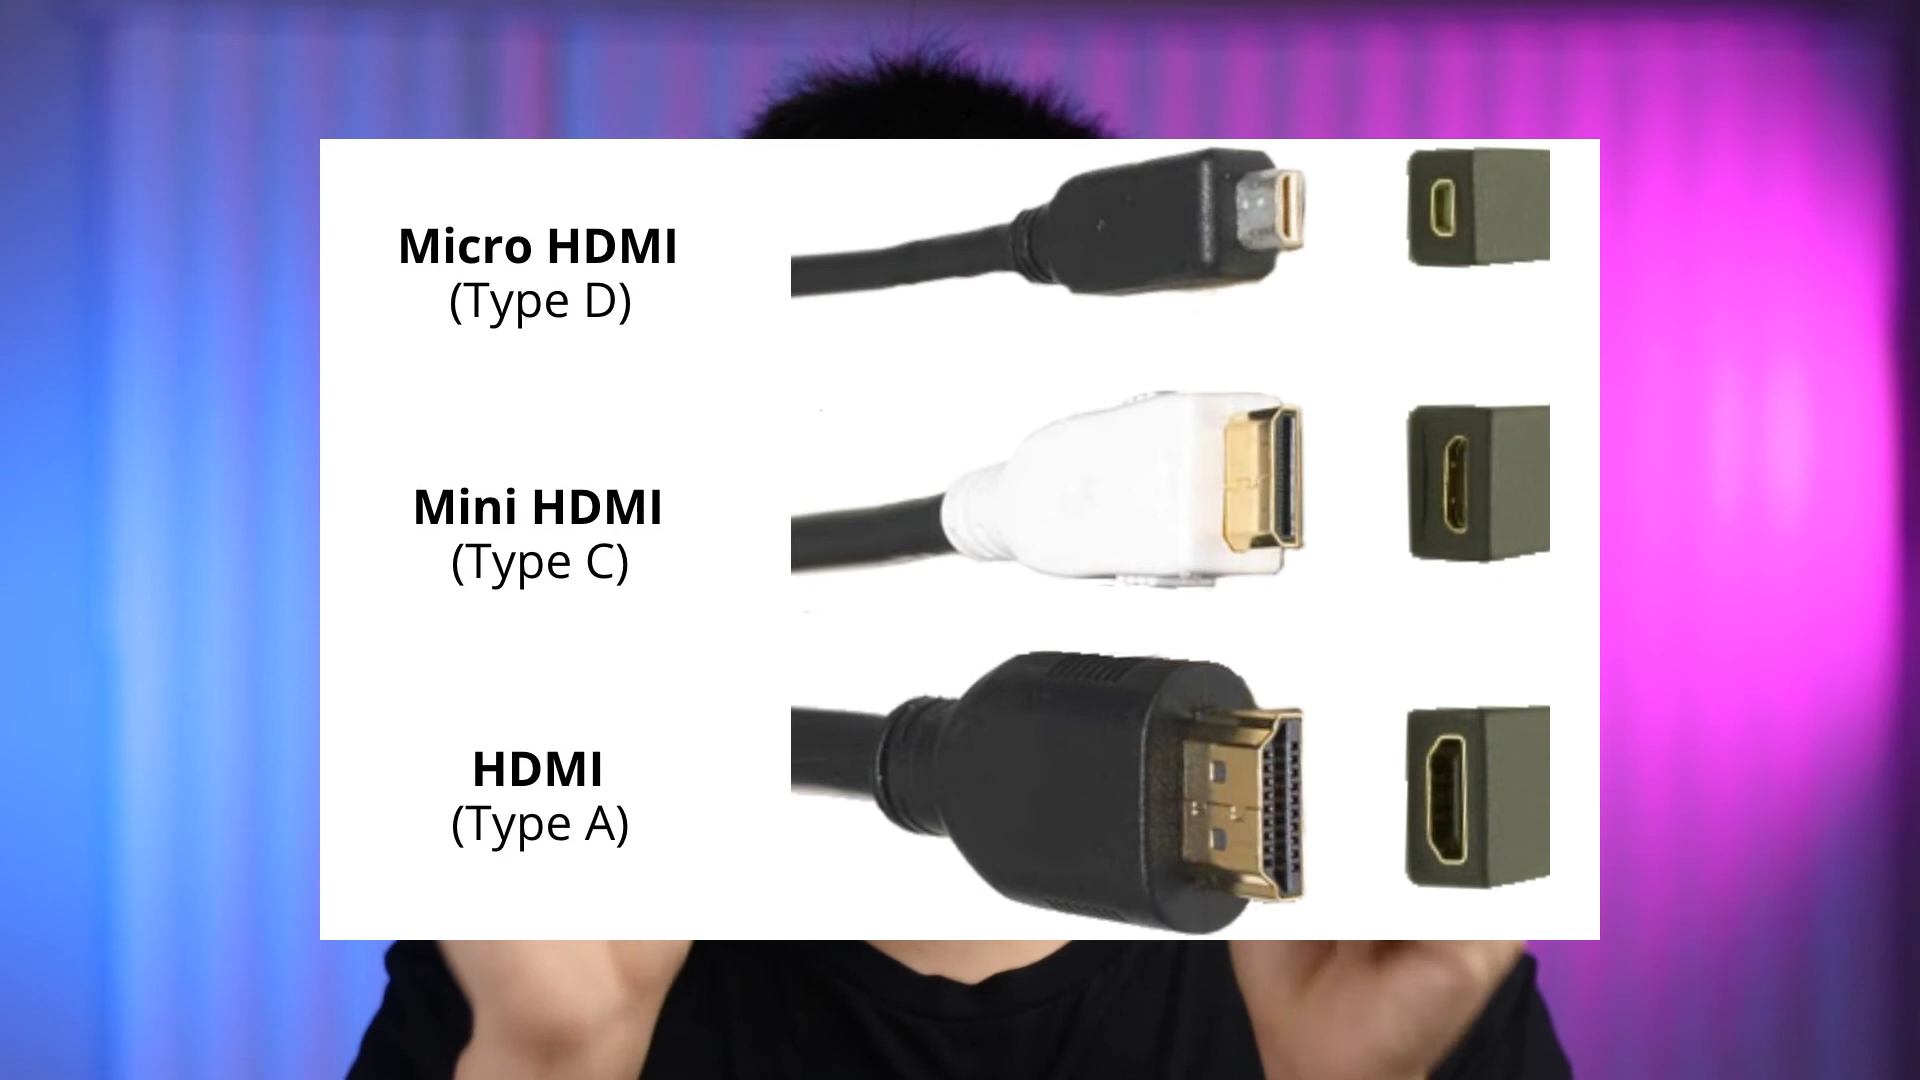 Micro HDMI
(Type D)
Mini HDMI
(Type C)
HDMI
(Type A)